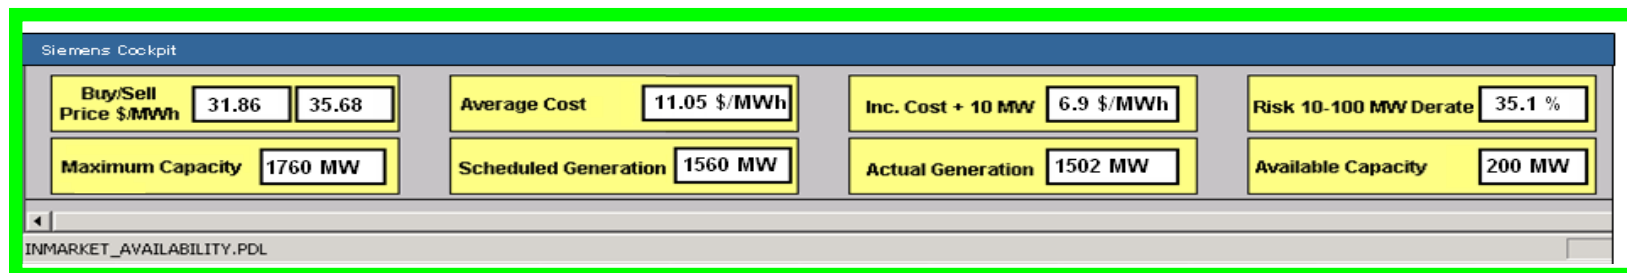 Siemens Cockpit
Buy/Sell
Price $/MWh 31.86 35.68
Average Cost 11.05 $/MWh
Inc. Cost + 10 MW 6.9 $/MWh
Risk 10-100 MW Derate 35.1 %
Maximum Capacity 1760 MW
Scheduled Generation 1560 MW
Actual Generation 1502 MW
Available Capacity 200 MW
INMARKET_AVAILABILITY.PDL